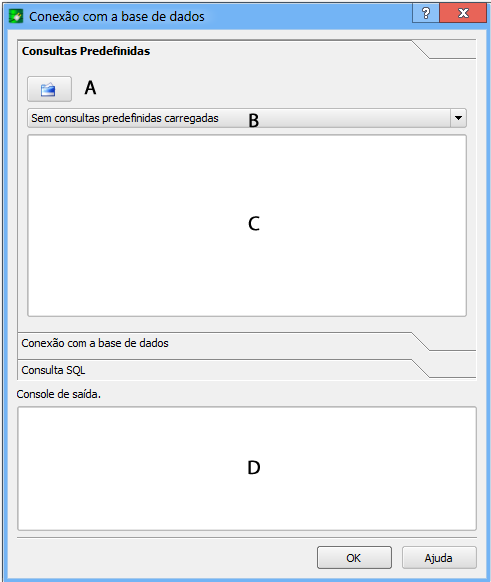 Conexão com a base de dados
?
x
Consultas Predefinidas
A
Sem consultas predefinidas carregadas
B
C
Conexão com a base de dados
Consulta SQL
Console de saída.
D
OK
Ajuda